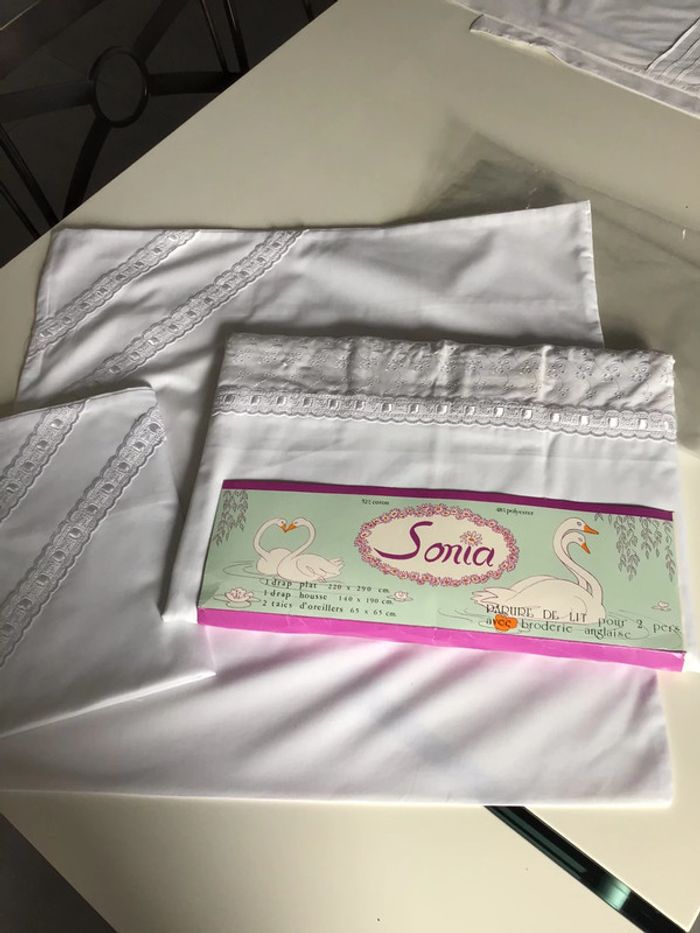 52% coton
48% polyester
Sonia
1 drap plat 220 x 290 cm.
1 drap housse 140 x 190 cm.
2 taies d'oreillers 65 x 65 cm.
PARURE DE LIT pour 2 pers
avec broderie anglaise